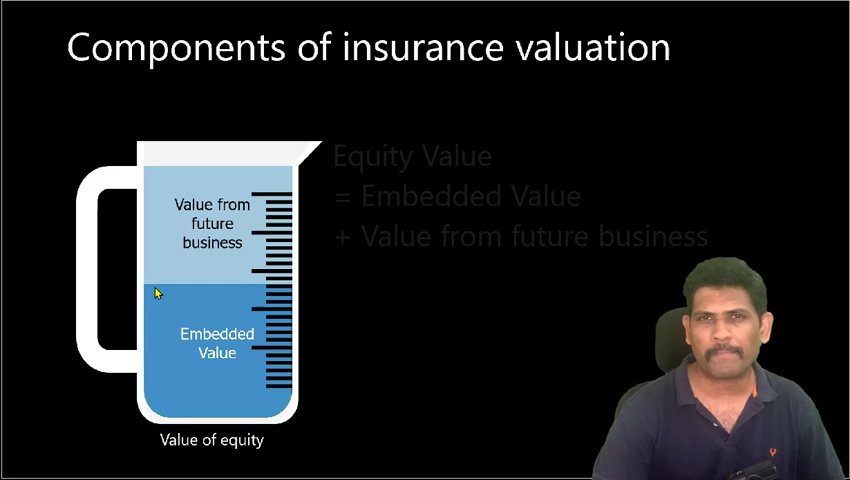 Components of insurance valuation
Equity Value
= Embedded Value
+ Value from future business
Value from
future
business
Embedded
Value
Value of equity